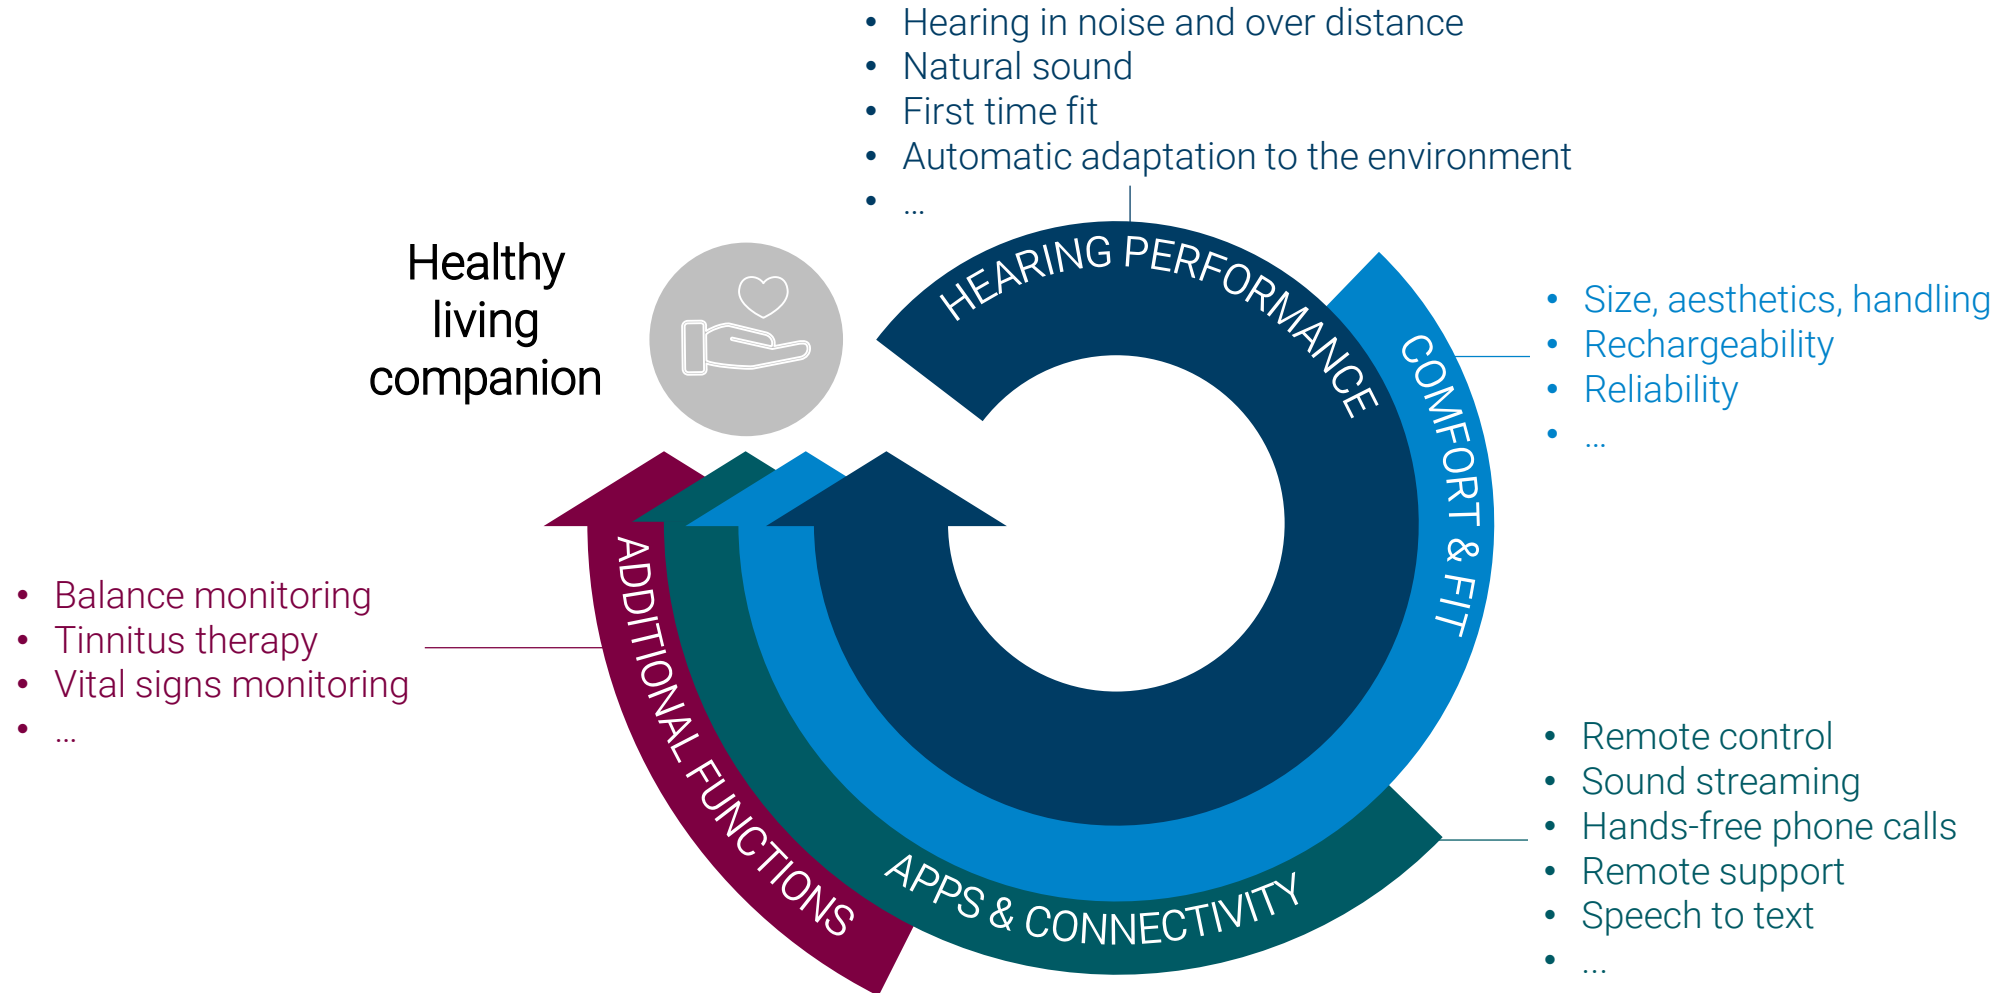 • Hearing in noise and over distance
• Natural sound
• First time fit
• Automatic adaptation to the environment
• ...
Healthy
living
companion
HEARING PERFORMANCE
COMFORT & FIT
• Size, aesthetics, handling
• Rechargeability
• Reliability
• ...
ADDITIONAL FUNCTIONS
• Balance monitoring
• Tinnitus therapy
• Vital signs monitoring
• ...
APPS & CONNECTIVITY
• Remote control
• Sound streaming
• Hands-free phone calls
• Remote support
• Speech to text
• ...